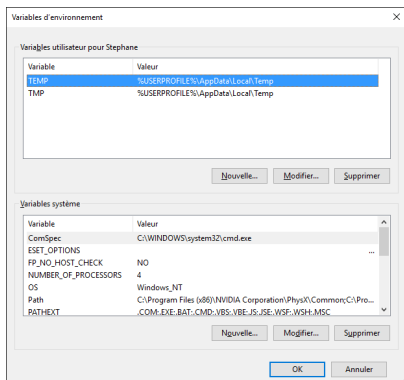 Variables d'environnement
Variables utilisateur pour Stephane
Variable Valeur
TEMP %USERPROFILE%\AppData\Local\Temp
TMP %USERPROFILE%\AppData\Local\Temp
Nouvelle... Modifier... Supprimer
Variables système
Variable Valeur
ComSpec C:\WINDOWS\system32\cmd.exe
ESET_OPTIONS ...
FP_NO_HOST_CHECK NO
NUMBER_OF_PROCESSORS 4
OS Windows_NT
Path C:\Program Files (x86)\NVIDIA Corporation\PhysX\Common;C:\Pro...
PATHEXT .COM;.EXE;.BAT;.CMD;.VBS;.VBE;.JS;.JSE;.WSF;.WSH;.MSC
Nouvelle... Modifier... Supprimer
OK Annuler